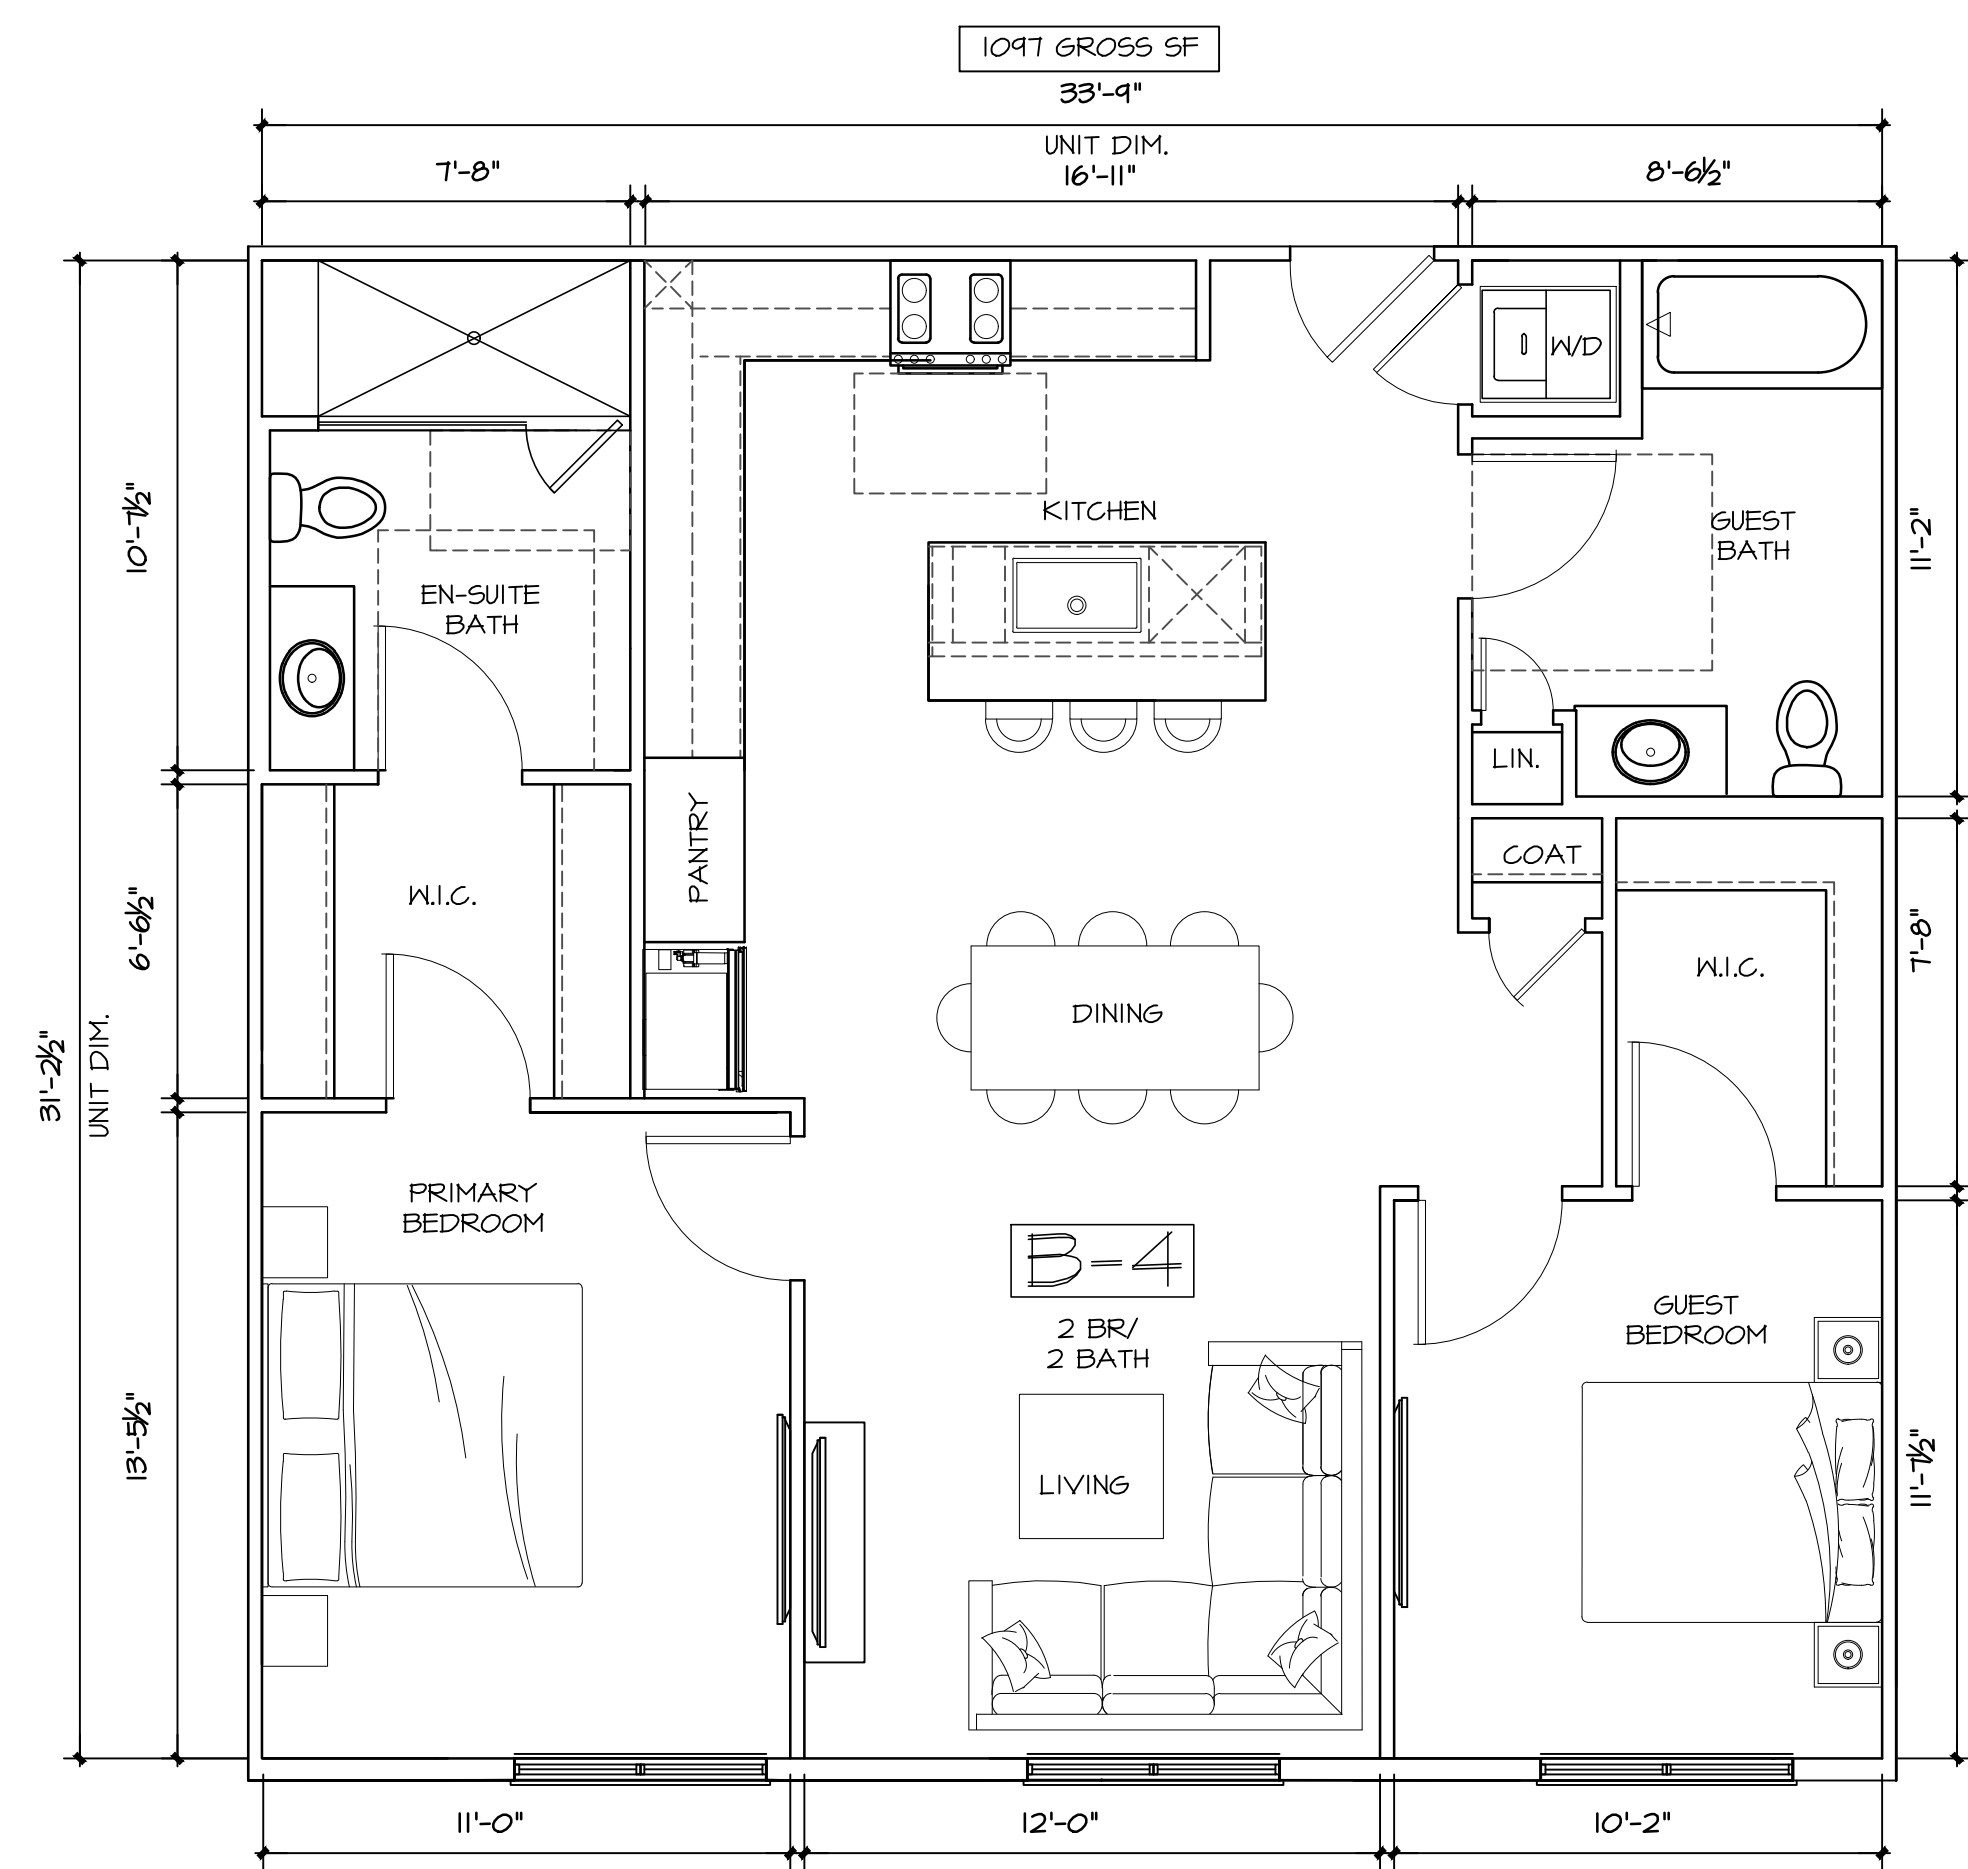 1097 GROSS SF
33'-9"
UNIT DIM.
7'-8"
16'-11"
8'-6½"
W/D
10'-7½"
KITCHEN
GUEST
BATH
11'-2"
EN-SUITE
BATH
LIN.
PANTRY
COAT
6'-6½"
W.I.C.
7'-8"
W.I.C.
DINING
31'-2½"
UNIT DIM.
PRIMARY
BEDROOM
B-4
2 BR/
2 BATH
GUEST
BEDROOM
13'-5½"
LIVING
11'-7½"
11'-0"
12'-0"
10'-2"